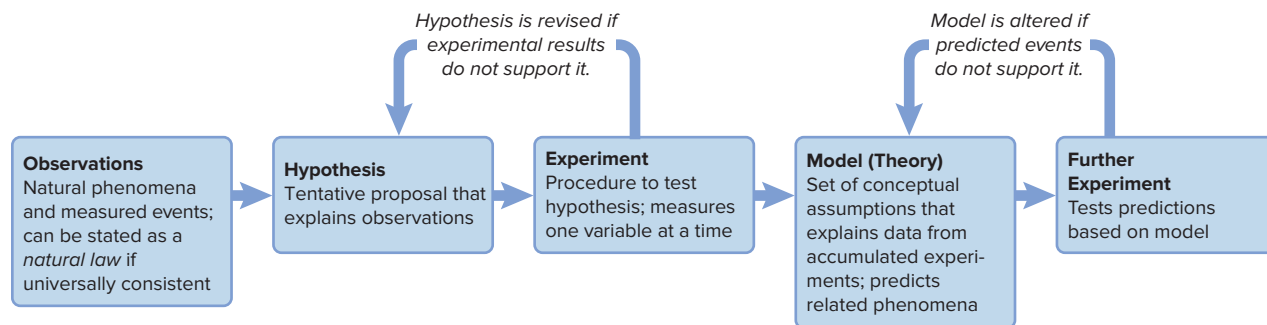 Hypothesis is revised if
experimental results
do not support it.
Model is altered if
predicted events
do not support it.
Observations
Natural phenomena
and measured events;
can be stated as a
natural law if
universally consistent
Hypothesis
Tentative proposal that
explains observations
Experiment
Procedure to test
hypothesis; measures
one variable at a time
Model (Theory)
Set of conceptual
assumptions that
explains data from
accumulated experi-
ments; predicts
related phenomena
Further
Experiment
Tests predictions
based on model